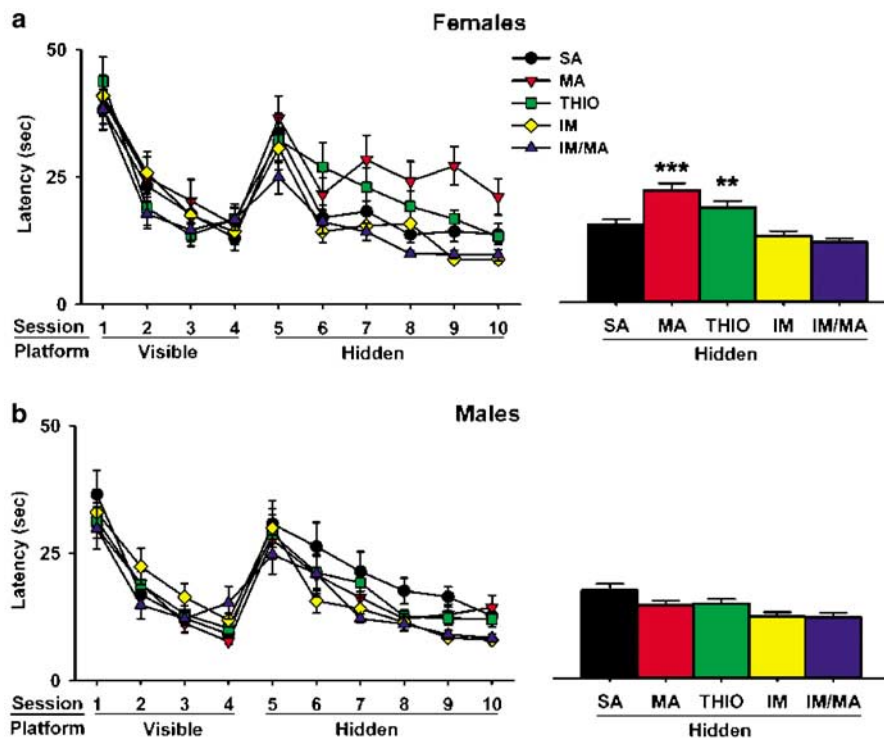 a
Females
50
25
0
Latency (sec)
SA
MA
THIO
IM
IM/MA
Session 1 2 3 4 5 6 7 8 9 10
Platform Visible Hidden
*** **
SA MA THIO IM IM/MA
Hidden
b
Males
50
25
0
Latency (sec)
Session 1 2 3 4 5 6 7 8 9 10
Platform Visible Hidden
SA MA THIO IM IM/MA
Hidden